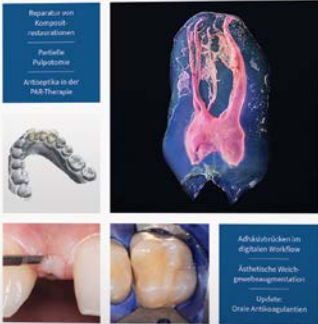 Reparatur von
Komposit-
restaurationen
Partielle
Pulpotomie
Antiseptika in der
PAR-Therapie
Adhäsivbrücken im
digitalen Workflow
Ästhetische Weich-
gewebeaugmentation
Update:
Orale Antikoagulantien